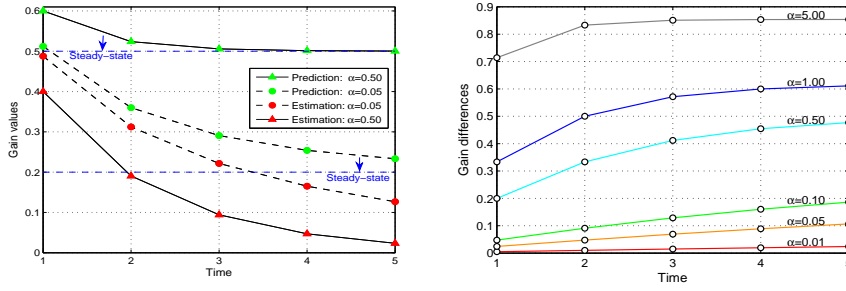 0.6
0.5
0.4
0.3
0.2
0.1
0
Gain values
Steady−state
Prediction: α=0.50
Prediction: α=0.05
Estimation: α=0.05
Estimation: α=0.50
Steady−state
1 2 3 4 5
Time
0.9
0.8
0.7
0.6
0.5
0.4
0.3
0.2
0.1
0
Gain differences
α=5.00
α=1.00
α=0.50
α=0.10
α=0.05
α=0.01
1 2 3 4
Time